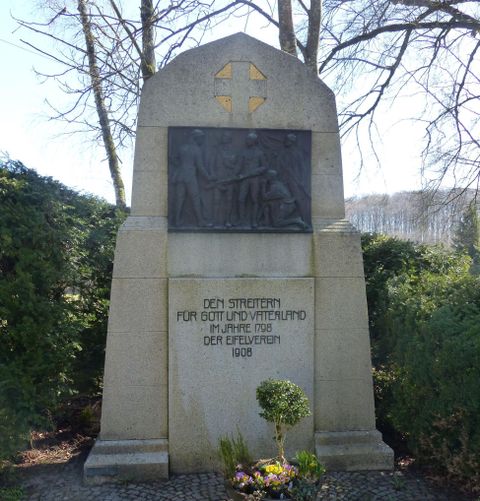 DEN STREITERN
FÜR GOTT UND VATERLAND
IM JAHRE 1798
DER EIFELVEREIN
1908